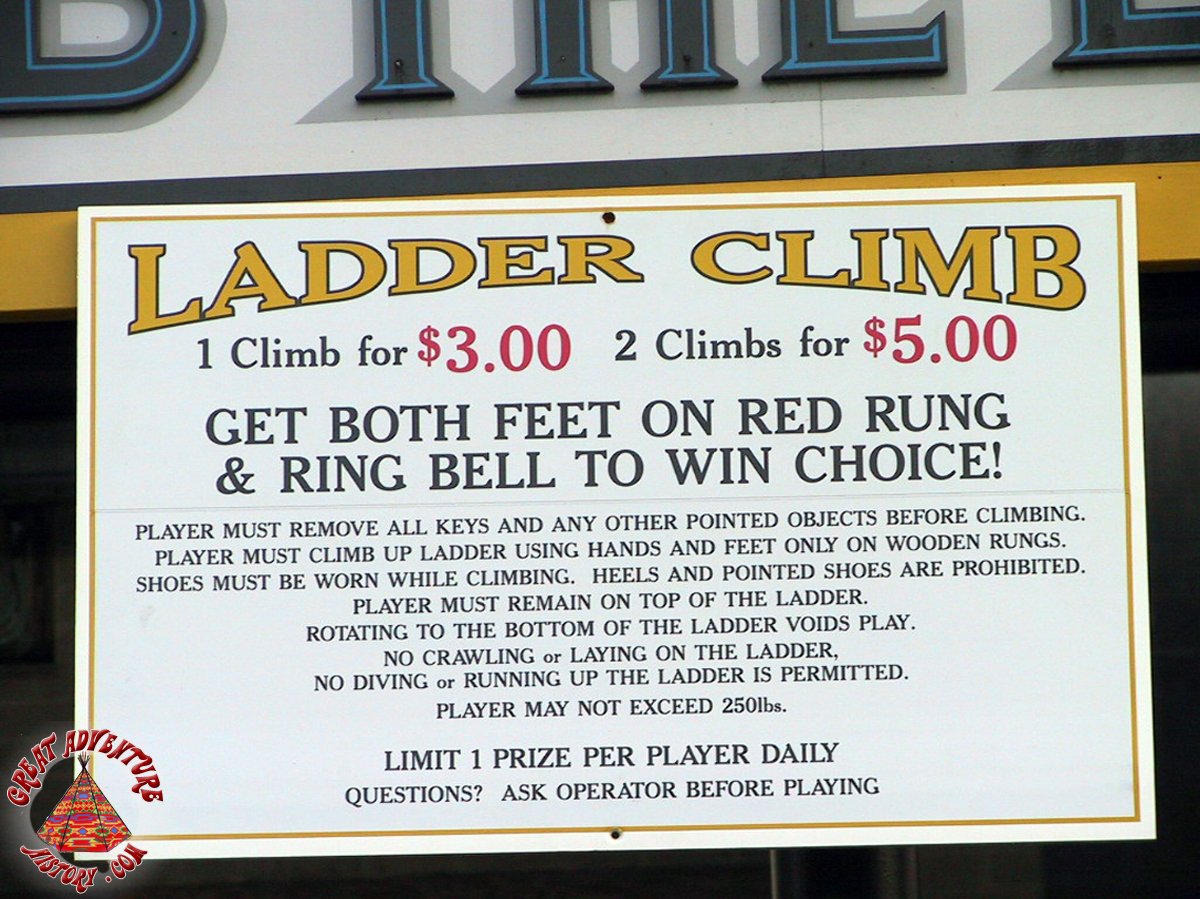 B THE
LADDER CLIMB
1 Climb for $3.00 2 Climbs for $5.00
GET BOTH FEET ON RED RUNG
& RING BELL TO WIN CHOICE!
PLAYER MUST REMOVE ALL KEYS AND ANY OTHER POINTED OBJECTS BEFORE CLIMBING.
PLAYER MUST CLIMB UP LADDER USING HANDS AND FEET ONLY ON WOODEN RUNGS.
SHOES MUST BE WORN WHILE CLIMBING. HEELS AND POINTED SHOES ARE PROHIBITED.
PLAYER MUST REMAIN ON TOP OF THE LADDER.
ROTATING TO THE BOTTOM OF THE LADDER VOIDS PLAY.
NO CRAWLING or LAYING ON THE LADDER,
NO DIVING or RUNNING UP THE LADDER IS PERMITTED.
PLAYER MAY NOT EXCEED 250lbs.
LIMIT 1 PRIZE PER PLAYER DAILY
QUESTIONS? ASK OPERATOR BEFORE PLAYING
GREAT ADVENTURE
HISTORY.COM